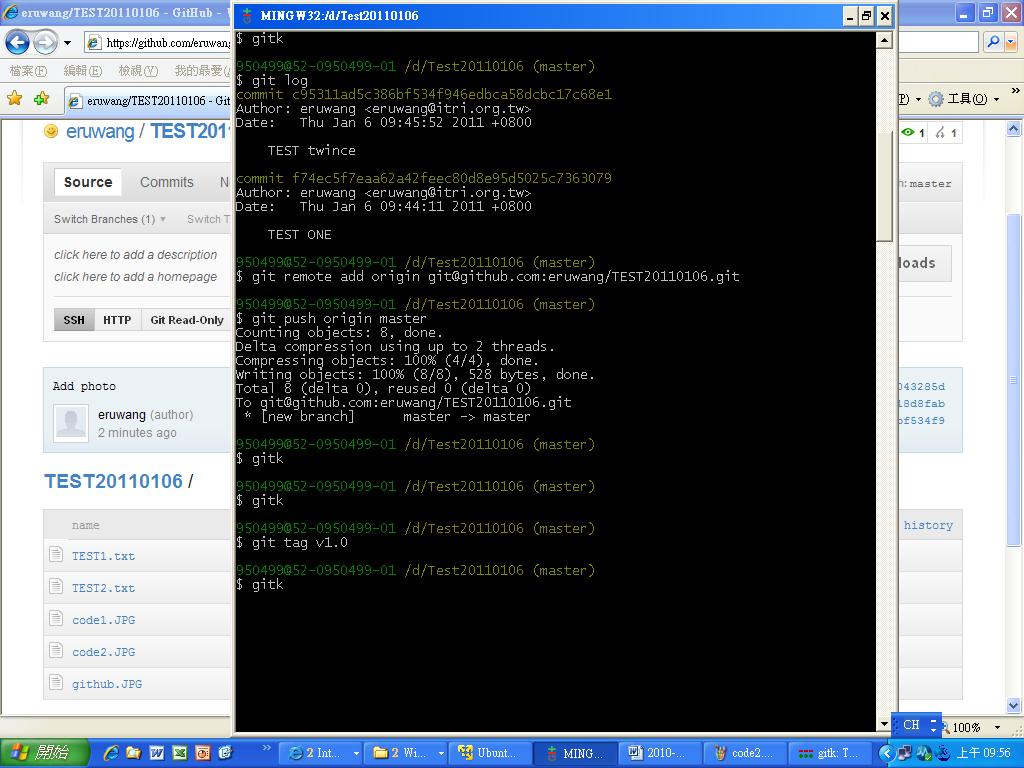 eruwang/TEST20110106 - GitHub -
MINGW32:/d/Test20110106
https://github.com/eruwang
檔案(F) 編輯(E) 檢視(V) 我的最愛(
eruwang/TEST20110106 - Git
工具(O)
eruwang / TEST201
1 1
Source Commits N
master
Switch Branches (1) Switch T
click here to add a description
click here to add a homepage
loads
SSH HTTP Git Read-Only
Add photo
eruwang (author)
2 minutes ago
043285d
18d8fab
bf534f9
TEST20110106 /
name
history
TEST1.txt
TEST2.txt
code1.JPG
code2.JPG
github.JPG
$ gitk
950499@52-0950499-01 /d/Test20110106 (master)
$ git log
commit c95311ad5c386bf534f946edbca58dcbc17c68e1
Author: eruwang <eruwang@itri.org.tw>
Date:   Thu Jan 6 09:45:52 2011 +0800
TEST twince
commit f74ec5f7eaa62a42feec80d8e95d5025c7363079
Author: eruwang <eruwang@itri.org.tw>
Date:   Thu Jan 6 09:44:11 2011 +0800
TEST ONE
950499@52-0950499-01 /d/Test20110106 (master)
$ git remote add origin git@github.com:eruwang/TEST20110106.git
950499@52-0950499-01 /d/Test20110106 (master)
$ git push origin master
Counting objects: 8, done.
Delta compression using up to 2 threads.
Compressing objects: 100% (4/4), done.
Writing objects: 100% (8/8), 528 bytes, done.
Total 8 (delta 0), reused 0 (delta 0)
To git@github.com:eruwang/TEST20110106.git
* [new branch]      master -> master
950499@52-0950499-01 /d/Test20110106 (master)
$ gitk
950499@52-0950499-01 /d/Test20110106 (master)
$ gitk
950499@52-0950499-01 /d/Test20110106 (master)
$ git tag v1.0
950499@52-0950499-01 /d/Test20110106 (master)
$ gitk
CH
100%
開始 2 Int... 2 Wi... Ubunt... MING... 2010-... code2.... gitk: T... 上午 09:56